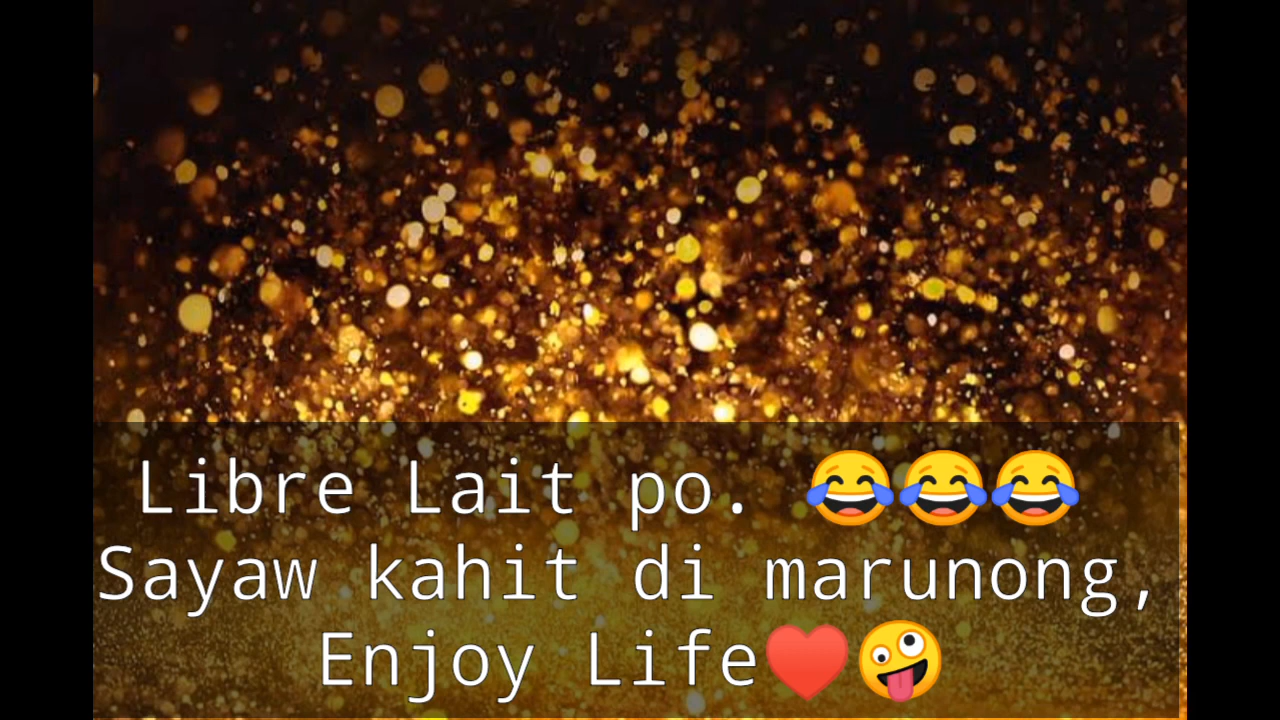 Libre Lait po. 😂😂😂
Sayaw kahit di marunong,
Enjoy Life❤️🤪